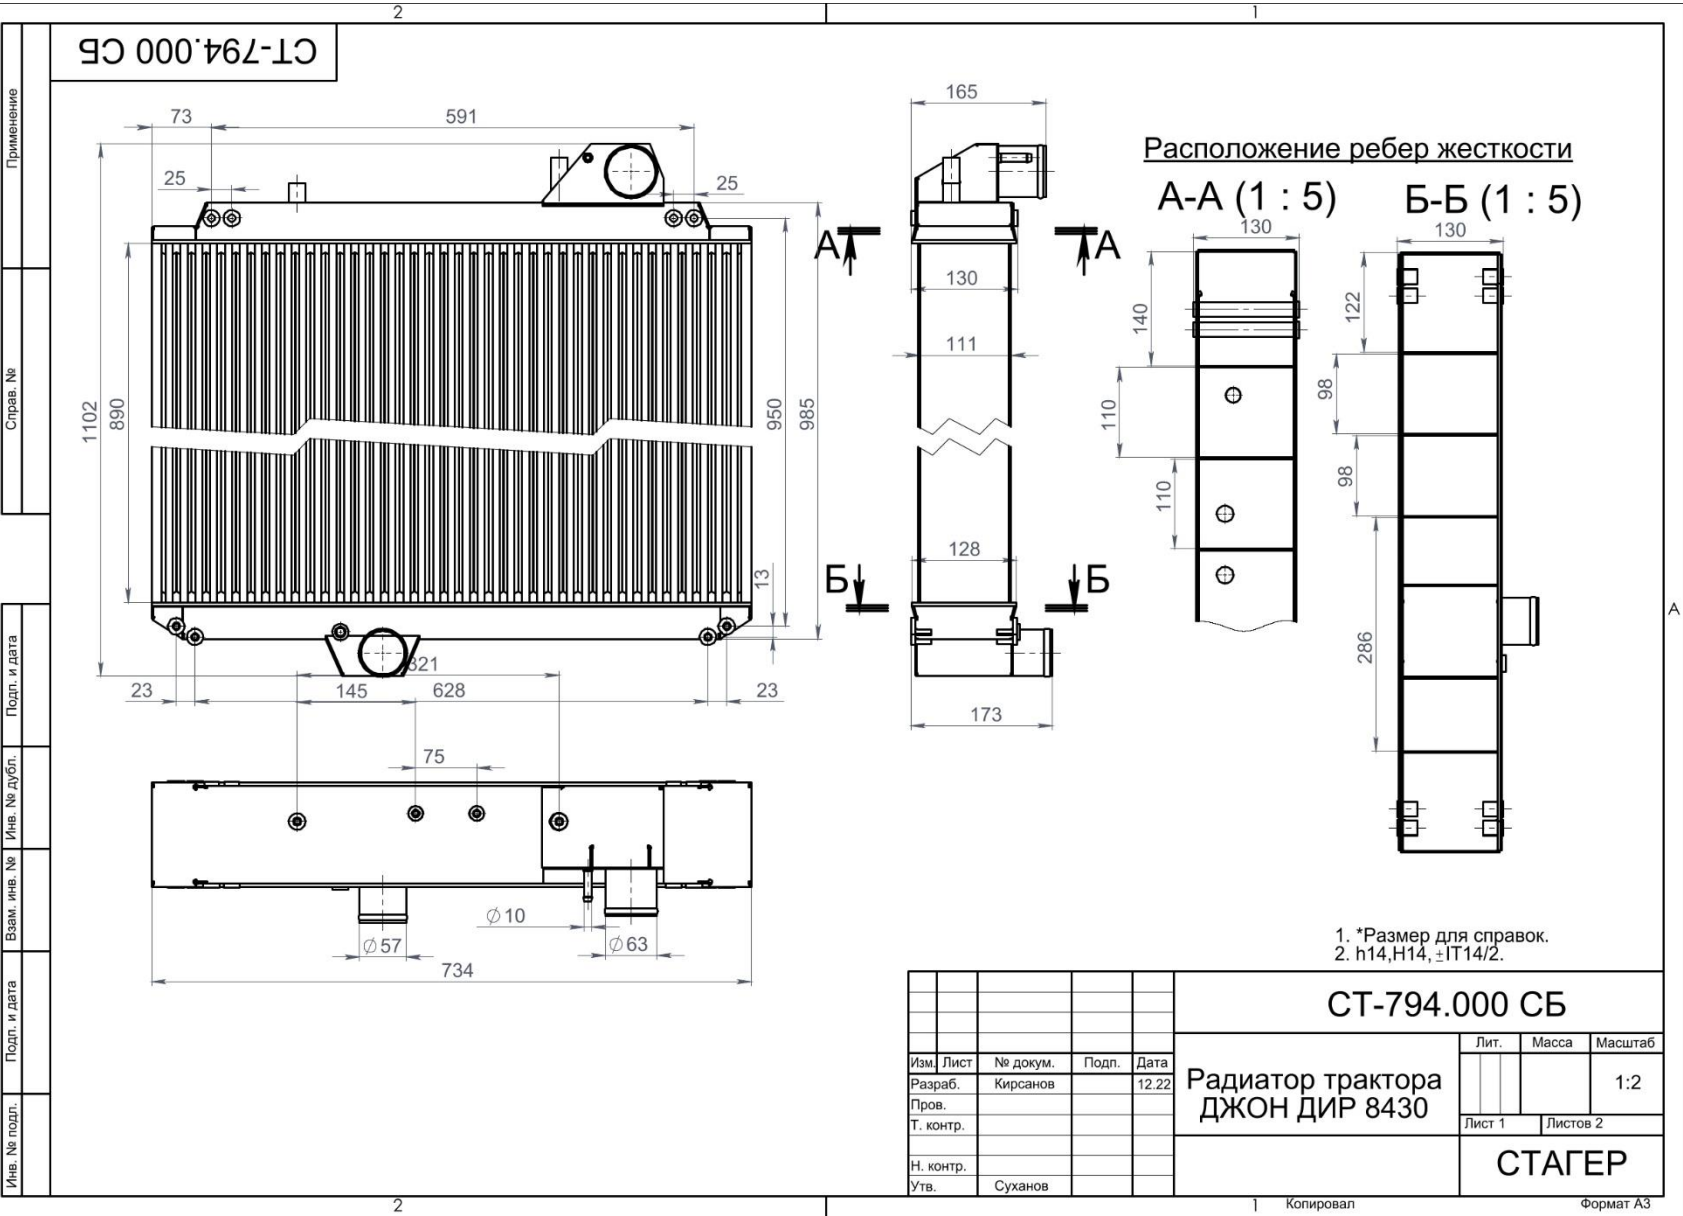 2
1
СТ-794.000 СБ
Применение
Справ. №
Подп. и дата
Инв. № дубл.
Взам. инв. №
Подп. и дата
Инв. № подл.
73
591
25
25
1102
890
950
985
13
321
23
145
628
23
75
Ø10
Ø57
Ø63
734
165
А
А
130
111
128
Б
Б
173
Расположение ребер жесткости
А-А (1 : 5)
Б-Б (1 : 5)
130
130
140
110
110
122
98
98
286
А
1. *Размер для справок.
2. h14,H14, ±IT14/2.
СТ-794.000 СБ
Изм. Лист № докум. Подп. Дата
Разраб. Кирсанов 12.22
Пров.
Т. контр.
Н. контр.
Утв. Суханов
Радиатор трактора
ДЖОН ДИР 8430
Лит. Масса Масштаб
1:2
Лист 1 Листов 2
СТАГЕР
2
1
Копировал
Формат А3